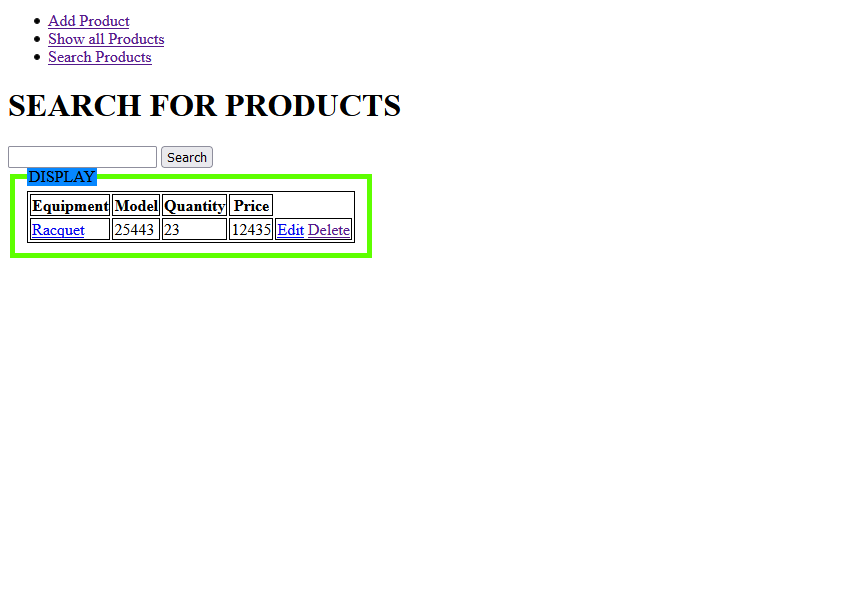 Add Product
Show all Products
Search Products
SEARCH FOR PRODUCTS
Search
DISPLAY
Equipment Model Quantity Price
Racquet 25443 23 12435 Edit Delete